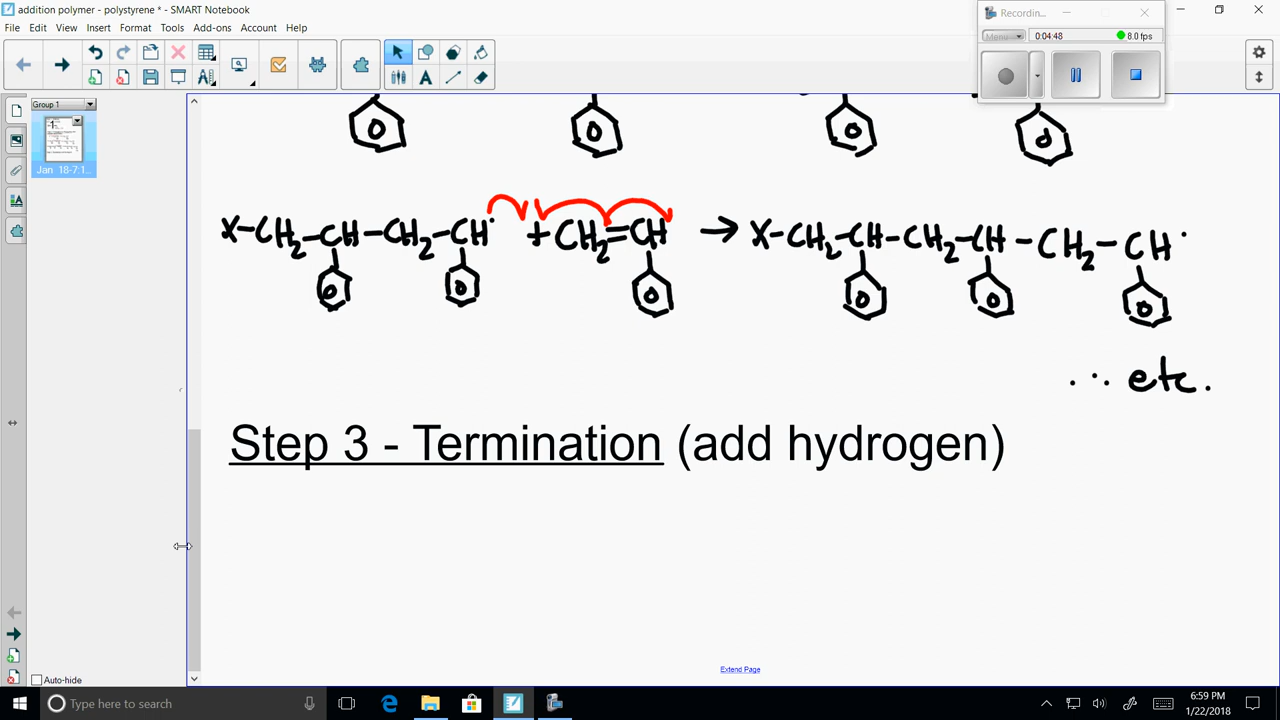 addition polymer - polystyrene * - SMART Notebook
File Edit View Insert Format Tools Add-ons Account Help
Recordin...
Menu 0:04:48 8.0 fps
Group 1
Jan 18-7:1...
X-CH2-CH-CH2-CH· + CH2=CH → X-CH2-CH-CH2-CH-CH2-CH·
... etc.
Step 3 - Termination (add hydrogen)
Extend Page
Auto-hide
Type here to search
6:59 PM
1/22/2018